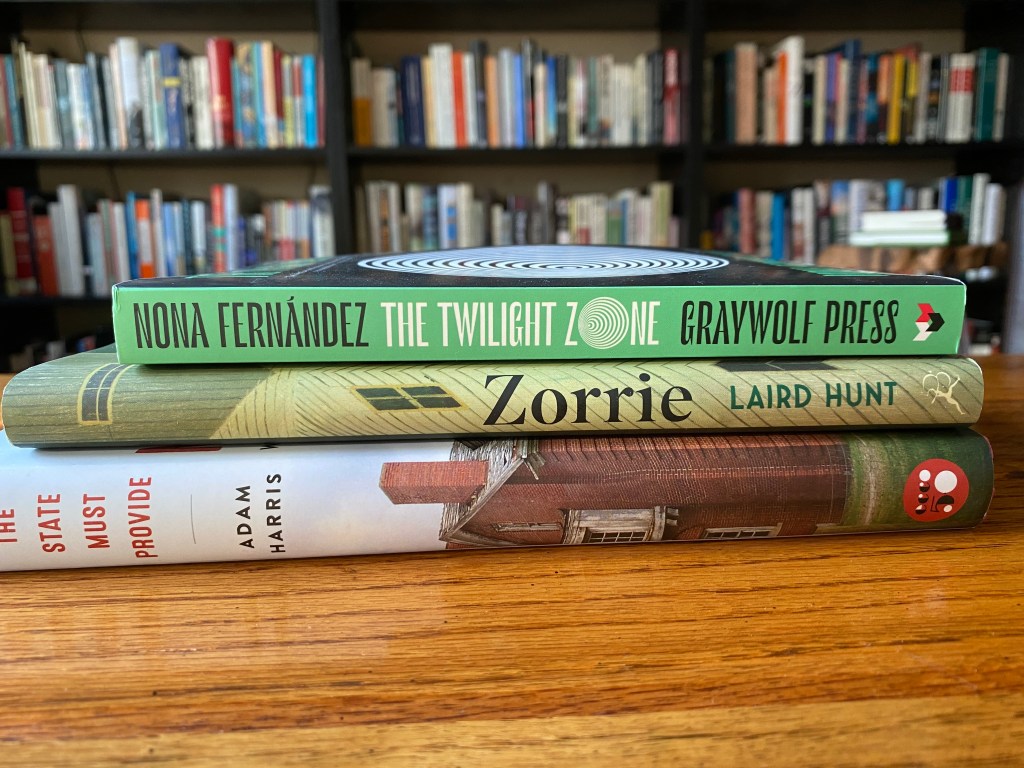 NONA FERNÁNDEZ THE TWILIGHT ZONE GRAYWOLF PRESS
Zorrie LAIRD HUNT
THE
STATE
MUST
PROVIDE
ADAM
HARRIS